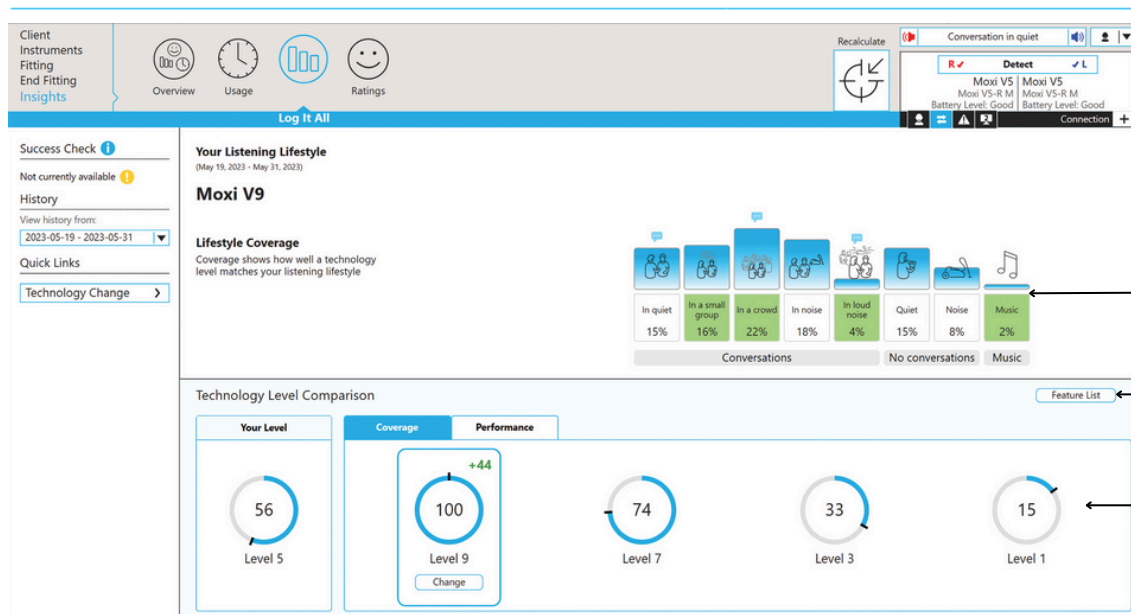 Client
Instruments
Fitting
End Fitting
Insights
Overview
Usage
Log It All
Ratings
Recalculate
Conversation in quiet
R Detect L
Moxi V5 Moxi V5
Moxi V5-R M Moxi V5-R M
Battery Level: Good Battery Level: Good
Connection +
Success Check
Not currently available
History
View history from:
2023-05-19 - 2023-05-31
Quick Links
Technology Change
Your Listening Lifestyle
(May 19, 2023 - May 31, 2023)
Moxi V9
Lifestyle Coverage
Coverage shows how well a technology
level matches your listening lifestyle
In quiet
15%
In a small
group
16%
In a crowd
22%
In noise
18%
In loud
noise
4%
Quiet
15%
Noise
8%
Music
2%
Conversations
No conversations
Music
Technology Level Comparison
Feature List
Your Level
Coverage
Performance
56
Level 5
+44
100
Level 9
Change
74
Level 7
33
Level 3
15
Level 1